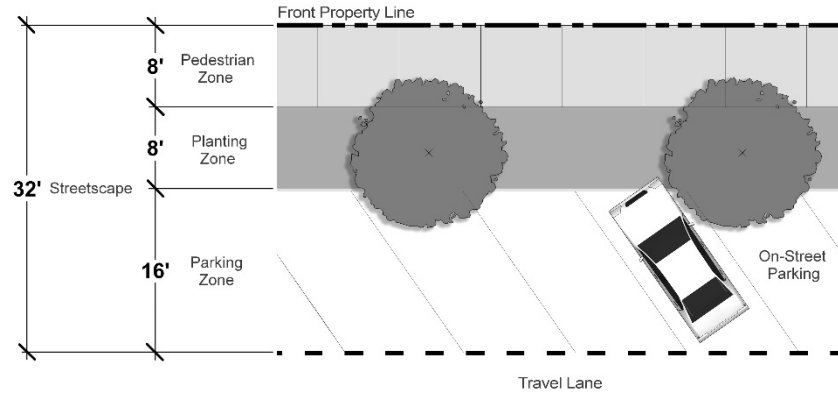 Front Property Line
8'
Pedestrian
Zone
8'
Planting
Zone
32'
Streetscape
16'
Parking
Zone
On-Street
Parking
Travel Lane